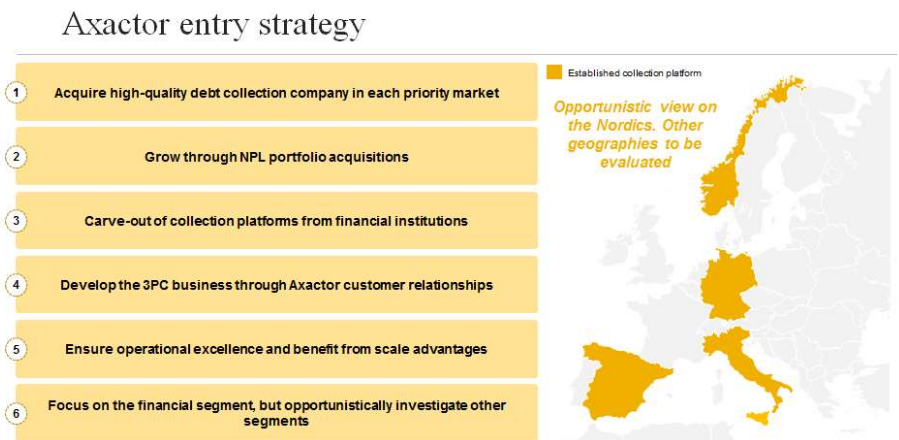 Axactor entry strategy
1
Acquire high-quality debt collection company in each priority market
2
Grow through NPL portfolio acquisitions
3
Carve-out of collection platforms from financial institutions
4
Develop the 3PC business through Axactor customer relationships
5
Ensure operational excellence and benefit from scale advantages
6
Focus on the financial segment, but opportunistically investigate other
segments
Established collection platform
Opportunistic view on
the Nordics. Other
geographies to be
evaluated